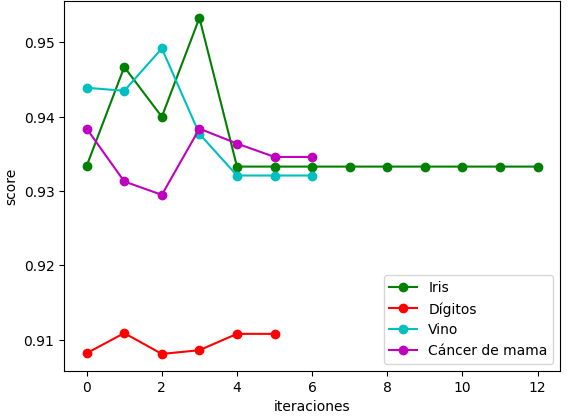 0.95
0.94
0.93
0.92
0.91
score
0 2 4 6 8 10 12
iteraciones
Iris
Dígitos
Vino
Cáncer de mama